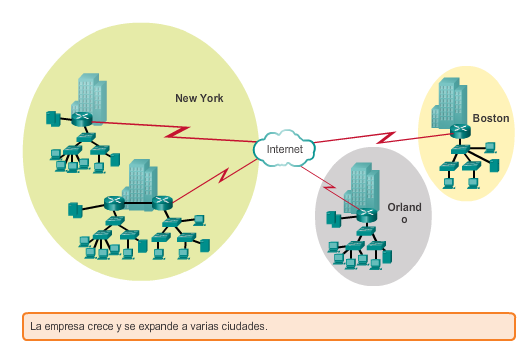 New York
Internet
Boston
Orland
o
La empresa crece y se expande a varias ciudades.